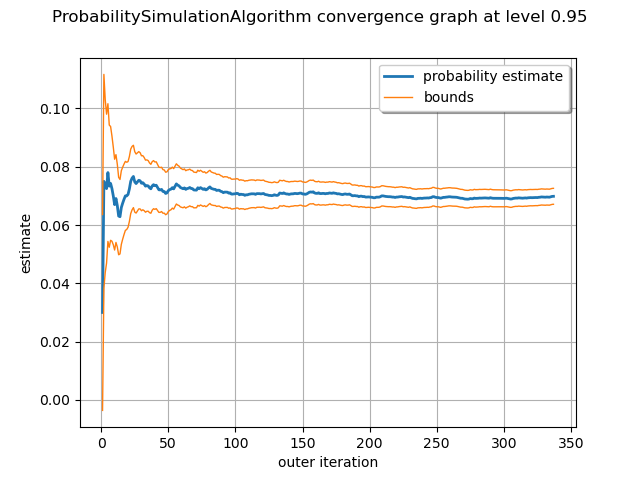 ProbabilitySimulationAlgorithm convergence graph at level 0.95
probability estimate
bounds
0.10
0.08
0.06
0.04
0.02
0.00
estimate
0 50 100 150 200 250 300 350
outer iteration